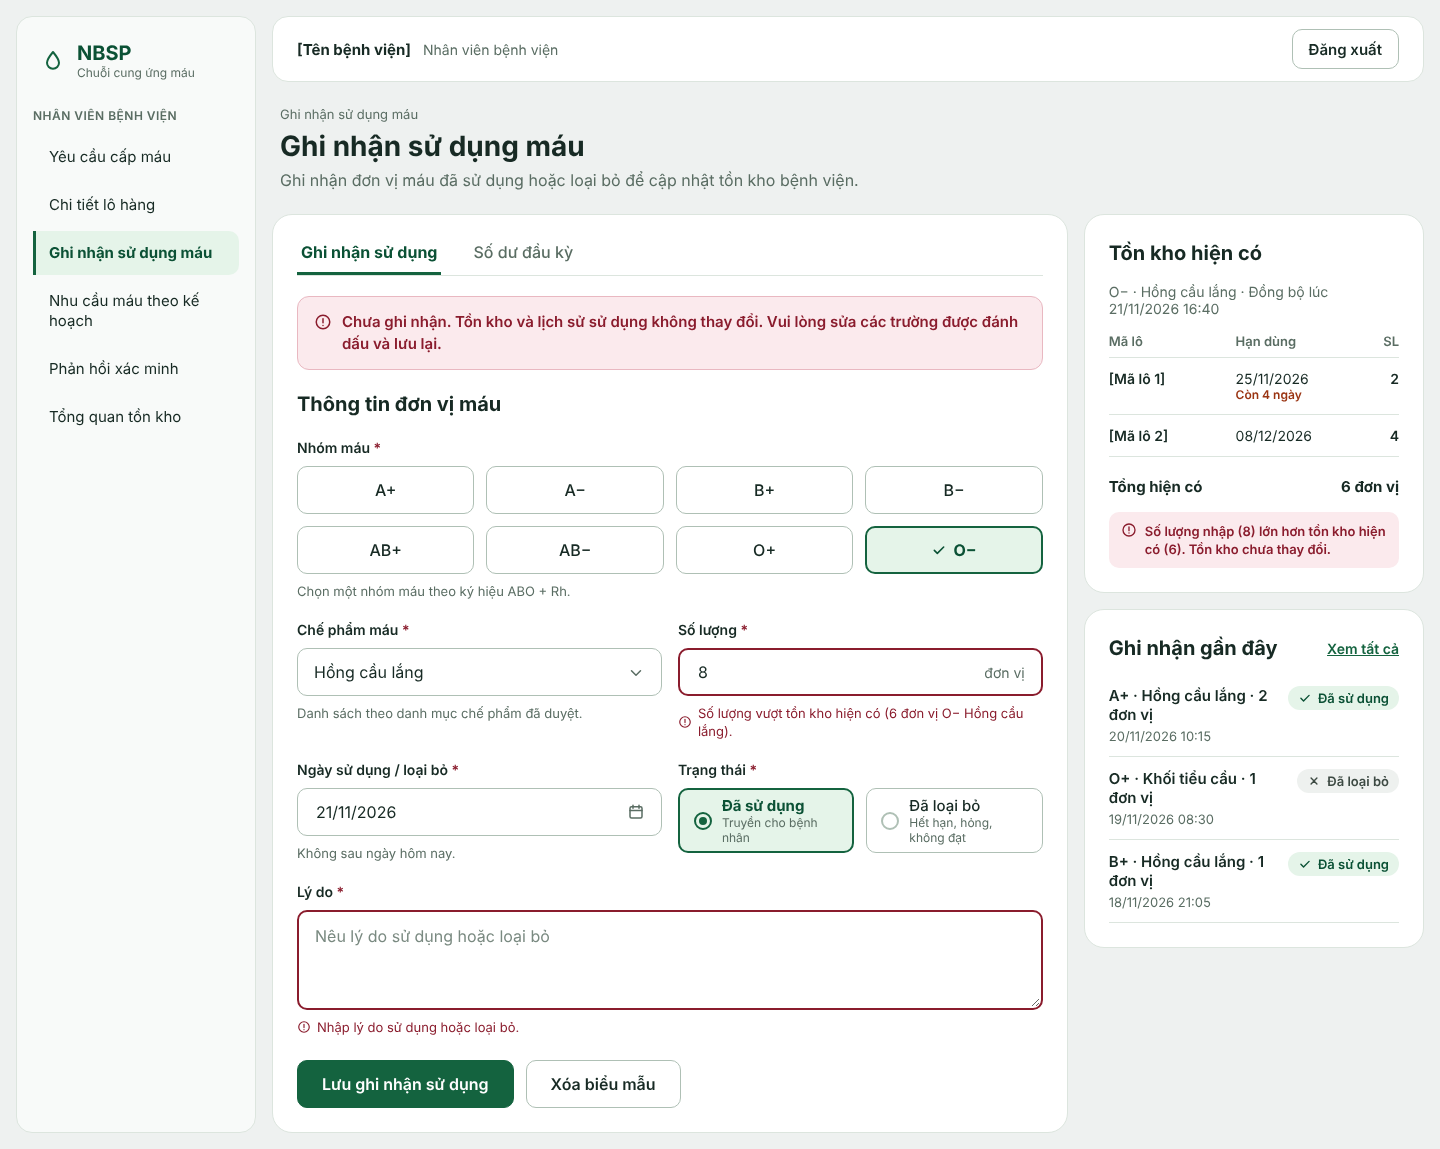 NBSP
Chuỗi cung ứng máu
NHÂN VIÊN BỆNH VIỆN
Yêu cầu cấp máu
Chi tiết lô hàng
Ghi nhận sử dụng máu
Nhu cầu máu theo kế
hoạch
Phản hồi xác minh
Tổng quan tồn kho
[Tên bệnh viện] Nhân viên bệnh viện
Đăng xuất
Ghi nhận sử dụng máu
Ghi nhận sử dụng máu
Ghi nhận đơn vị máu đã sử dụng hoặc loại bỏ để cập nhật tồn kho bệnh viện.
Ghi nhận sử dụng
Số dư đầu kỳ
Chưa ghi nhận. Tồn kho và lịch sử sử dụng không thay đổi. Vui lòng sửa các trường được đánh
dấu và lưu lại.
Thông tin đơn vị máu
Nhóm máu *
A+
A−
B+
B−
AB+
AB−
O+
O−
Chọn một nhóm máu theo ký hiệu ABO + Rh.
Chế phẩm máu *
Hồng cầu lắng
Danh sách theo danh mục chế phẩm đã duyệt.
Số lượng *
8
đơn vị
Số lượng vượt tồn kho hiện có (6 đơn vị O− Hồng cầu
lắng).
Ngày sử dụng / loại bỏ *
21/11/2026
Không sau ngày hôm nay.
Trạng thái *
Đã sử dụng
Truyền cho bệnh
nhân
Đã loại bỏ
Hết hạn, hỏng,
không đạt
Lý do *
Nêu lý do sử dụng hoặc loại bỏ
Nhập lý do sử dụng hoặc loại bỏ.
Lưu ghi nhận sử dụng
Xóa biểu mẫu
Tồn kho hiện có
O− · Hồng cầu lắng · Đồng bộ lúc
21/11/2026 16:40
Mã lô Hạn dùng SL
[Mã lô 1] 25/11/2026 2
Còn 4 ngày
[Mã lô 2] 08/12/2026 4
Tổng hiện có 6 đơn vị
Số lượng nhập (8) lớn hơn tồn kho hiện
có (6). Tồn kho chưa thay đổi.
Ghi nhận gần đây
Xem tất cả
A+ · Hồng cầu lắng · 2
đơn vị
20/11/2026 10:15
Đã sử dụng
O+ · Khối tiểu cầu · 1
đơn vị
19/11/2026 08:30
Đã loại bỏ
B+ · Hồng cầu lắng · 1
đơn vị
18/11/2026 21:05
Đã sử dụng